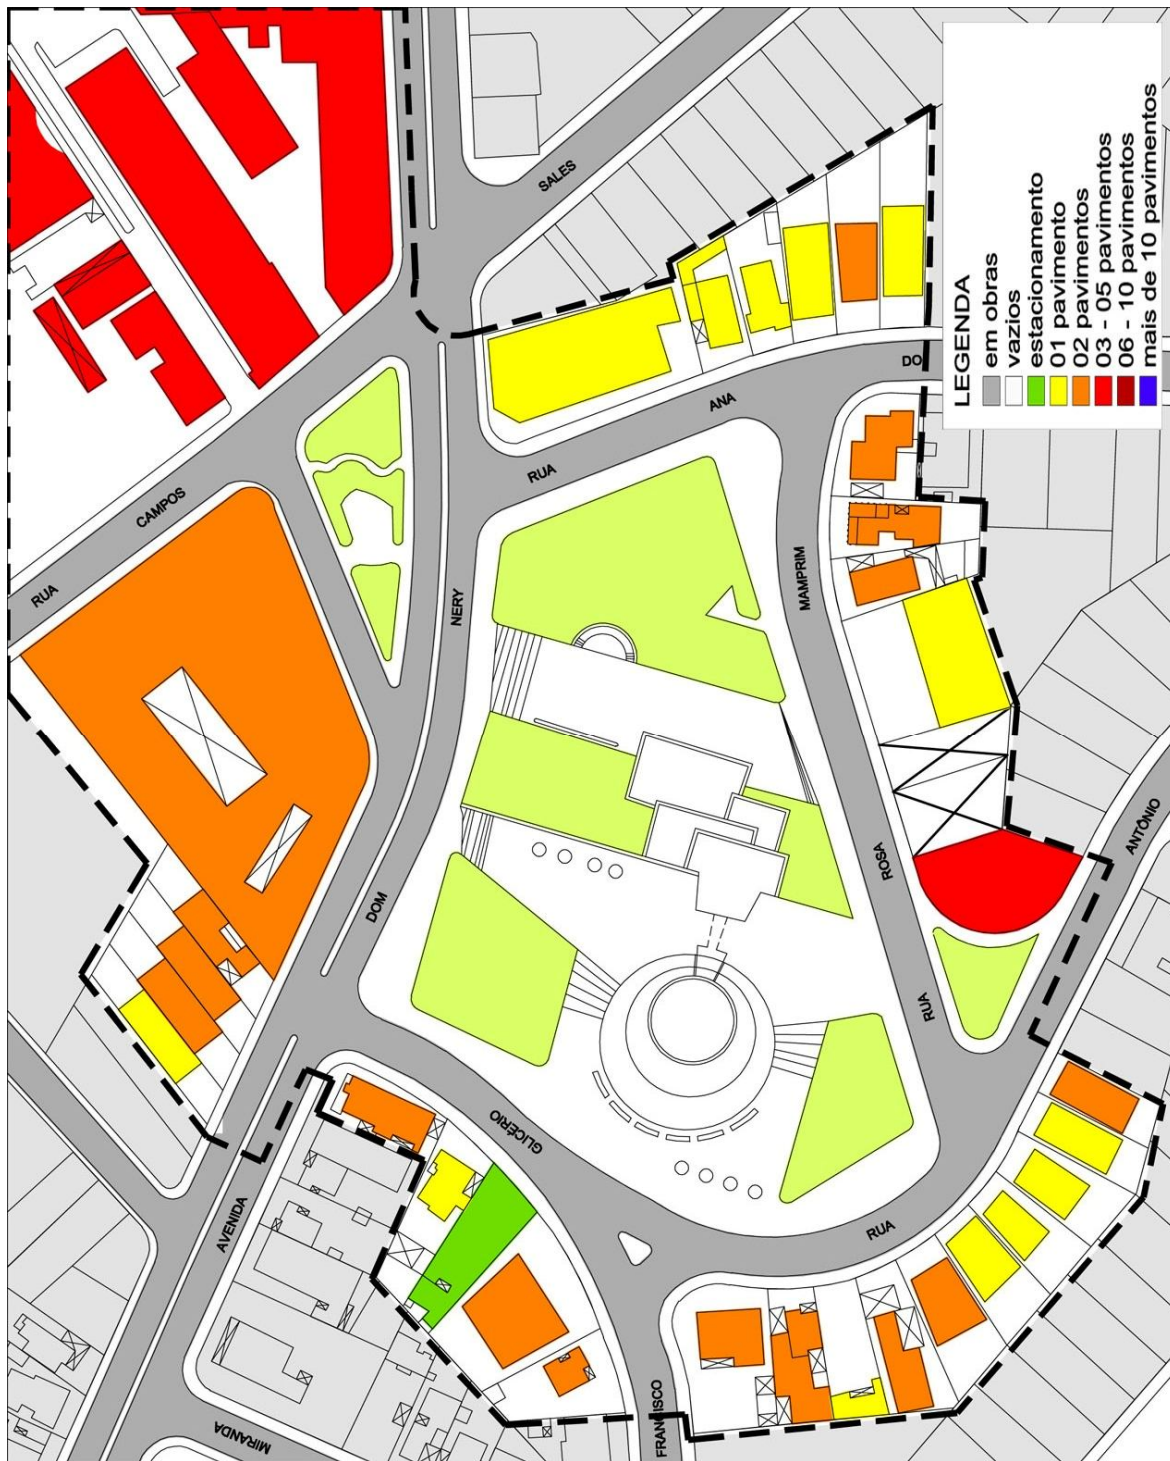 SALES
RUA
CAMPOS
NERY
DOM
AVENIDA
RUA
ANA
DO
MAMPRIM
ROSA
RUA
ANTÔNIO
GLICÉRIO
RUA
FRANCISCO
MIRANDA
LEGENDA
em obras
vazios
estacionamento
01 pavimento
02 pavimentos
03 - 05 pavimentos
06 - 10 pavimentos
mais de 10 pavimentos